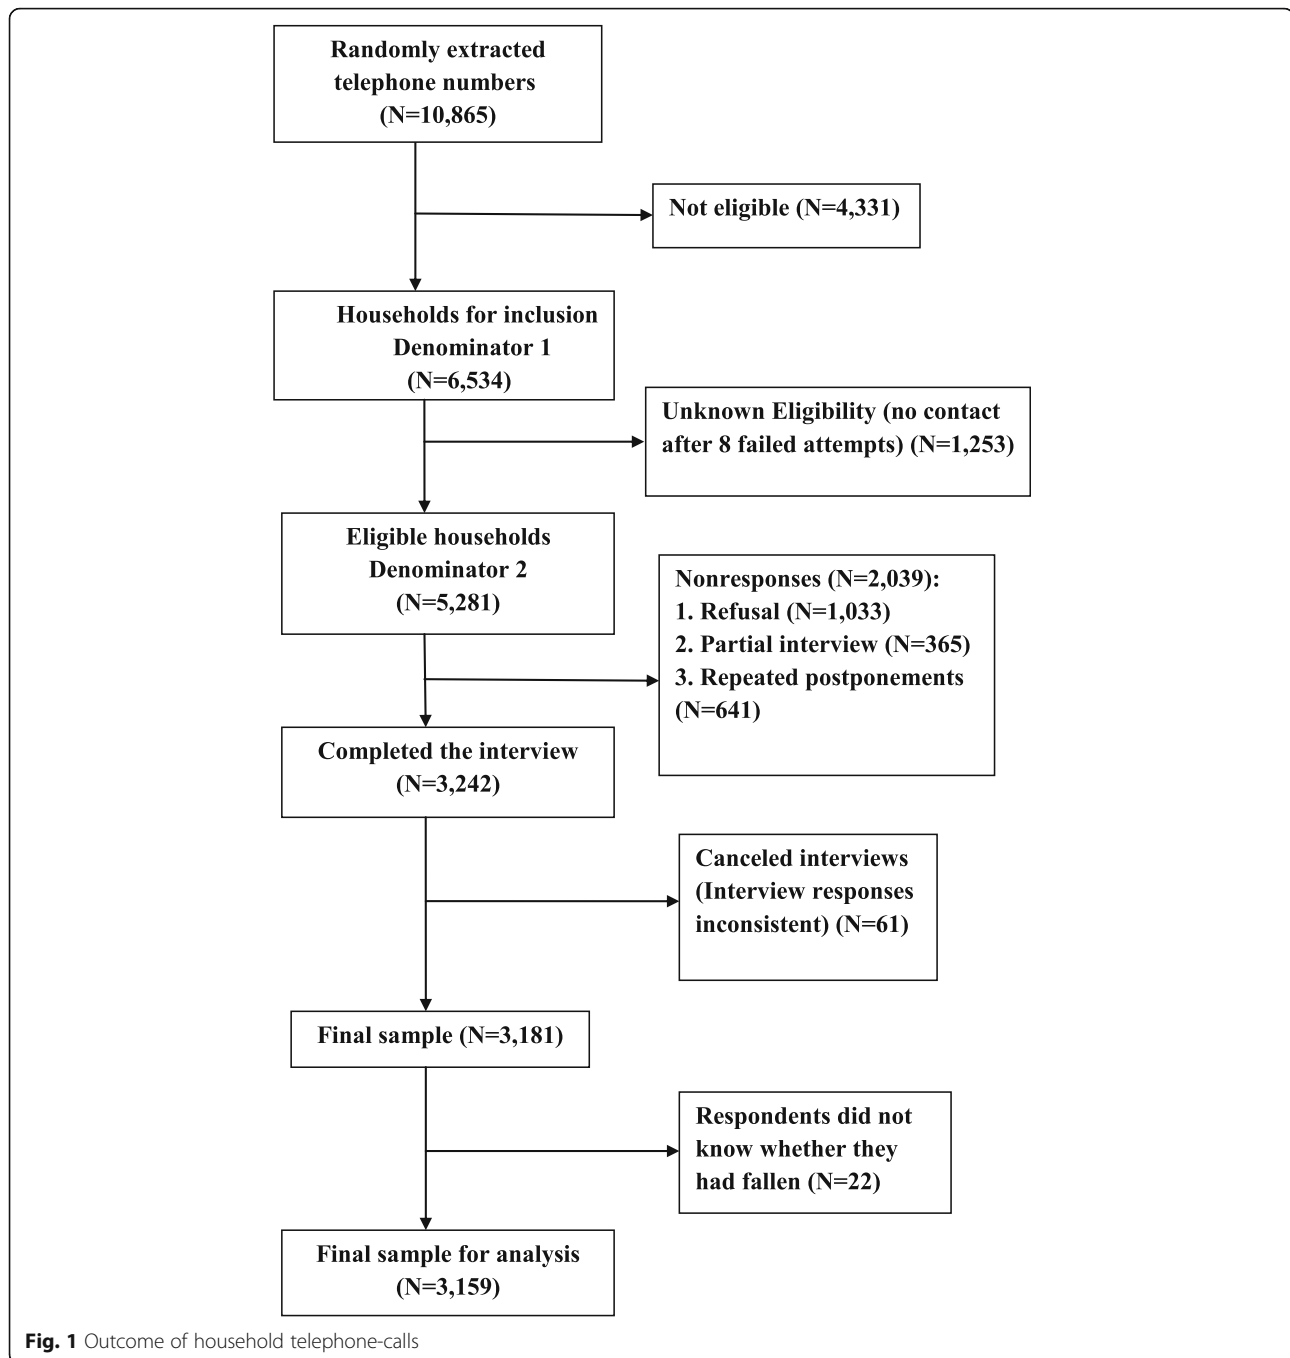 Randomly extracted
telephone numbers
(N=10,865)
Not eligible (N=4,331)
Households for inclusion
Denominator 1
(N=6,534)
Unknown Eligibility (no contact
after 8 failed attempts) (N=1,253)
Eligible households
Denominator 2
(N=5,281)
Nonresponses (N=2,039):
1. Refusal (N=1,033)
2. Partial interview (N=365)
3. Repeated postponements
(N=641)
Completed the interview
(N=3,242)
Canceled interviews
(Interview responses
inconsistent) (N=61)
Final sample (N=3,181)
Respondents did not
know whether they
had fallen (N=22)
Final sample for analysis
(N=3,159)
Fig. 1 Outcome of household telephone-calls